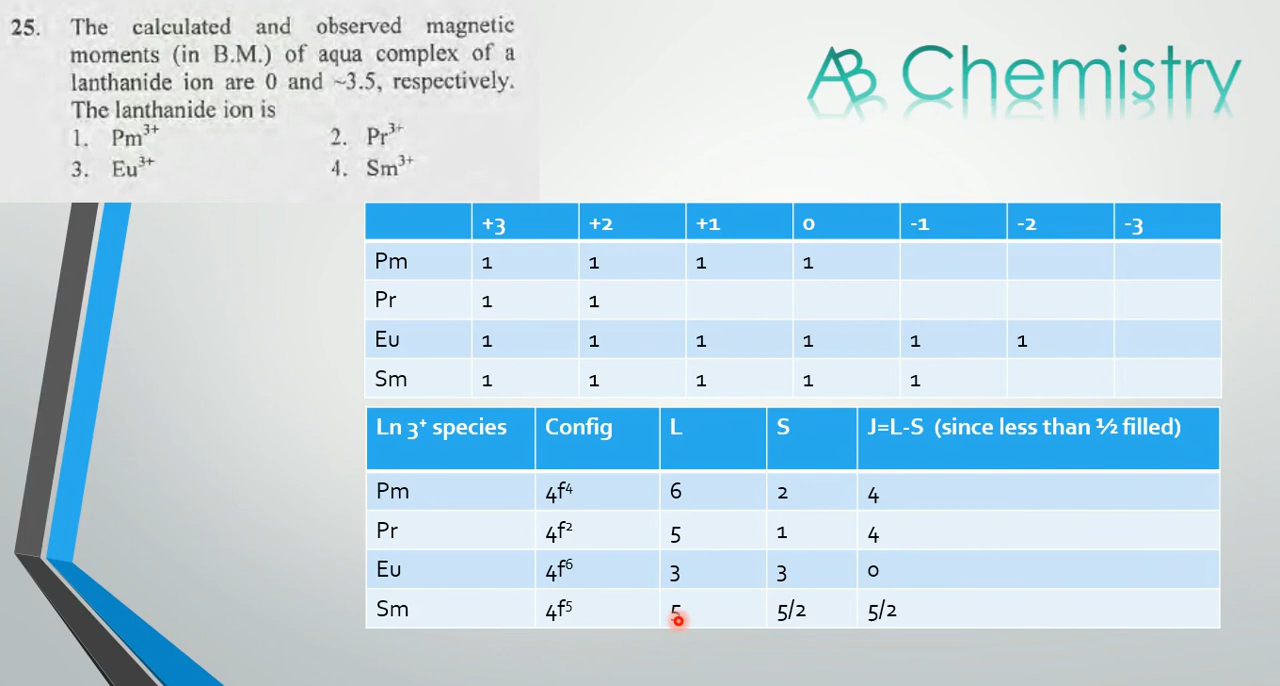 25. The calculated and observed magnetic
moments (in B.M.) of aqua complex of a
lanthanide ion are 0 and ~3.5, respectively.
The lanthanide ion is
1. Pm³⁺ 2. Pr³⁺
3. Eu³⁺ 4. Sm³⁺
AB Chemistry
+3 +2 +1 0 -1 -2 -3
Pm 1 1 1 1
Pr 1 1
Eu 1 1 1 1 1 1
Sm 1 1 1 1 1
Ln 3⁺ species Config L S J=L-S (since less than ½ filled)
Pm 4f⁴ 6 2 4
Pr 4f² 5 1 4
Eu 4f⁶ 3 3 0
Sm 4f⁵ 5 5/2 5/2